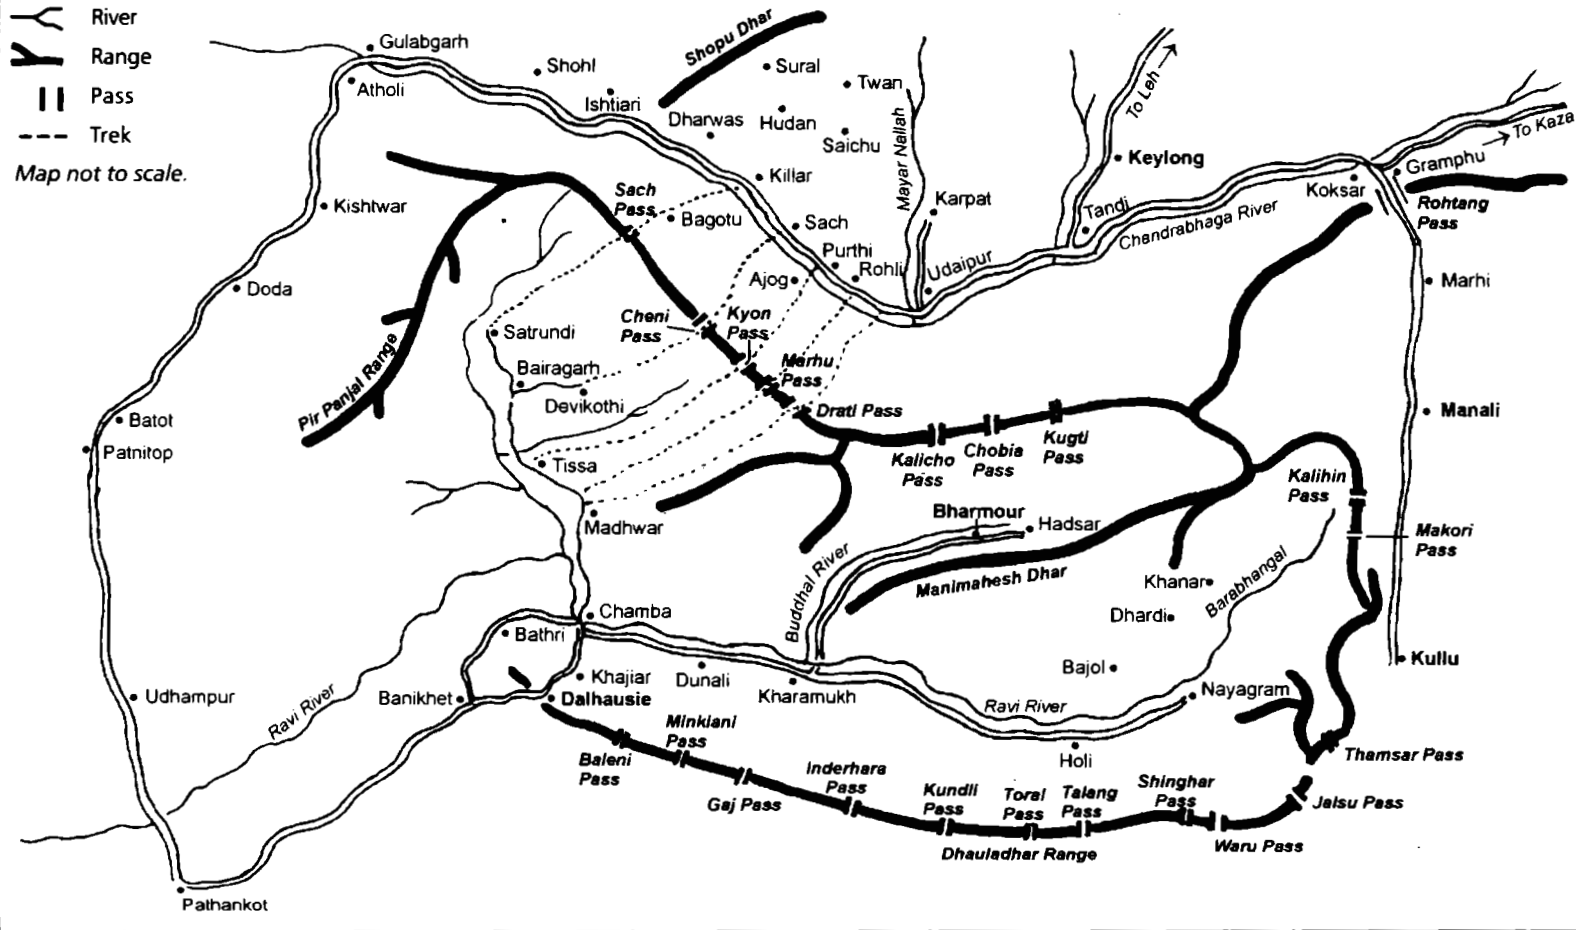 River
Range
Pass
Trek
Map not to scale.
Gulabgarh
Atholi
Shohl
Ishtiari
Shopu Dhar
Sural
Twan
Dharwas
Hudan
Saichu
Mayar Nallah
To Leh
Keylong
To Kaza
Gramphu
Koksar
Rohtang
Pass
Killar
Sach
Pass
Bagotu
Sach
Karpat
Tandi
Chandrabhaga River
Kishtwar
Purthi
Rohli
Udaipur
Ajog
Marhi
Doda
Cheni
Pass
Kyon
Pass
Satrundi
Marhu
Pass
Bairagarh
Devikothi
Pir Panjal Range
Drati Pass
Manali
Batot
Patnitop
Kalicho
Pass
Chobia
Pass
Kugti
Pass
Tissa
Kalihin
Pass
Madhwar
Bharmour
Hadsar
Makori
Pass
Buddhal River
Manimahesh Dhar
Khanar
Barabhangal
Dhardi
Chamba
Bathri
Bajol
Kullu
Khajiar
Dunali
Kharamukh
Udhampur
Ravi River
Banikhet
Dalhausie
Nayagram
Ravi River
Minkiani
Pass
Baleni
Pass
Holi
Thamsar Pass
Gaj Pass
Inderhara
Pass
Kundli
Pass
Toral
Pass
Talang
Pass
Shinghar
Pass
Jalsu Pass
Waru Pass
Dhauladhar Range
Pathankot